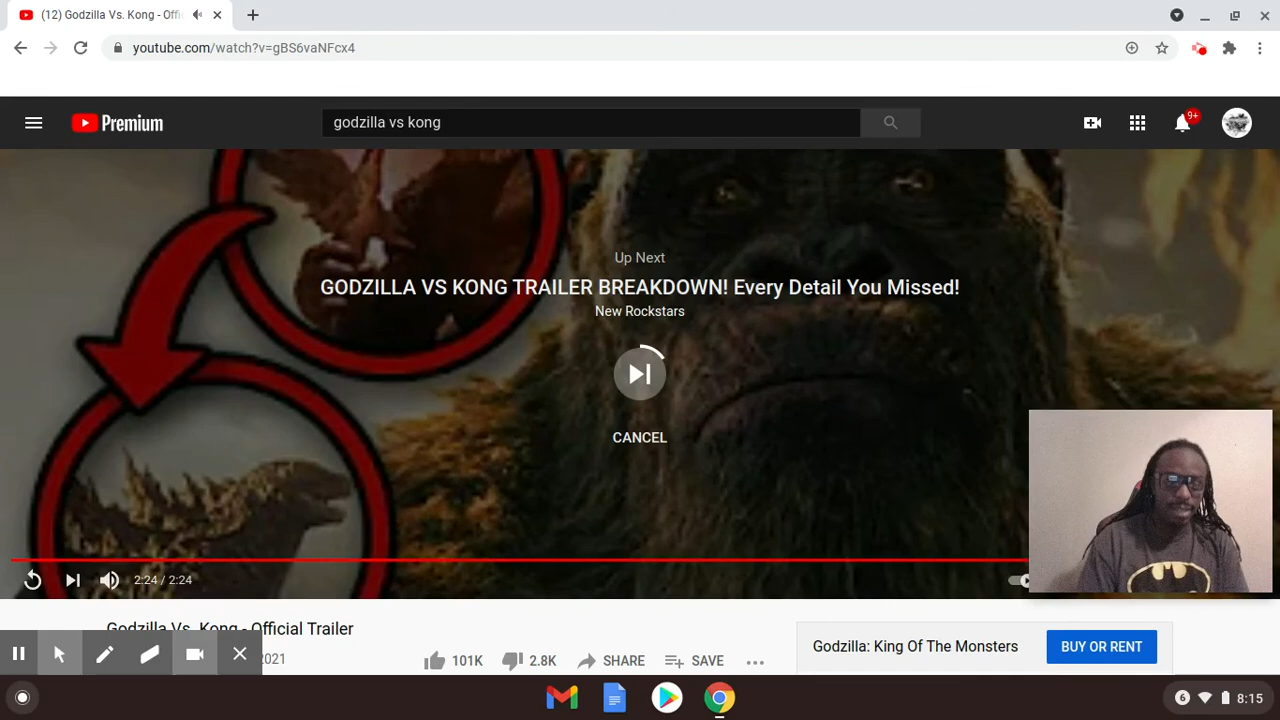 (12) Godzilla Vs. Kong - Offi
youtube.com/watch?v=gBS6vaNFcx4
Premium
godzilla vs kong
9+
Up Next
GODZILLA VS KONG TRAILER BREAKDOWN! Every Detail You Missed!
New Rockstars
CANCEL
2:24 / 2:24
Godzilla Vs. Kong - Official Trailer
2021
101K
2.8K
SHARE
SAVE
Godzilla: King Of The Monsters
BUY OR RENT
6
8:15